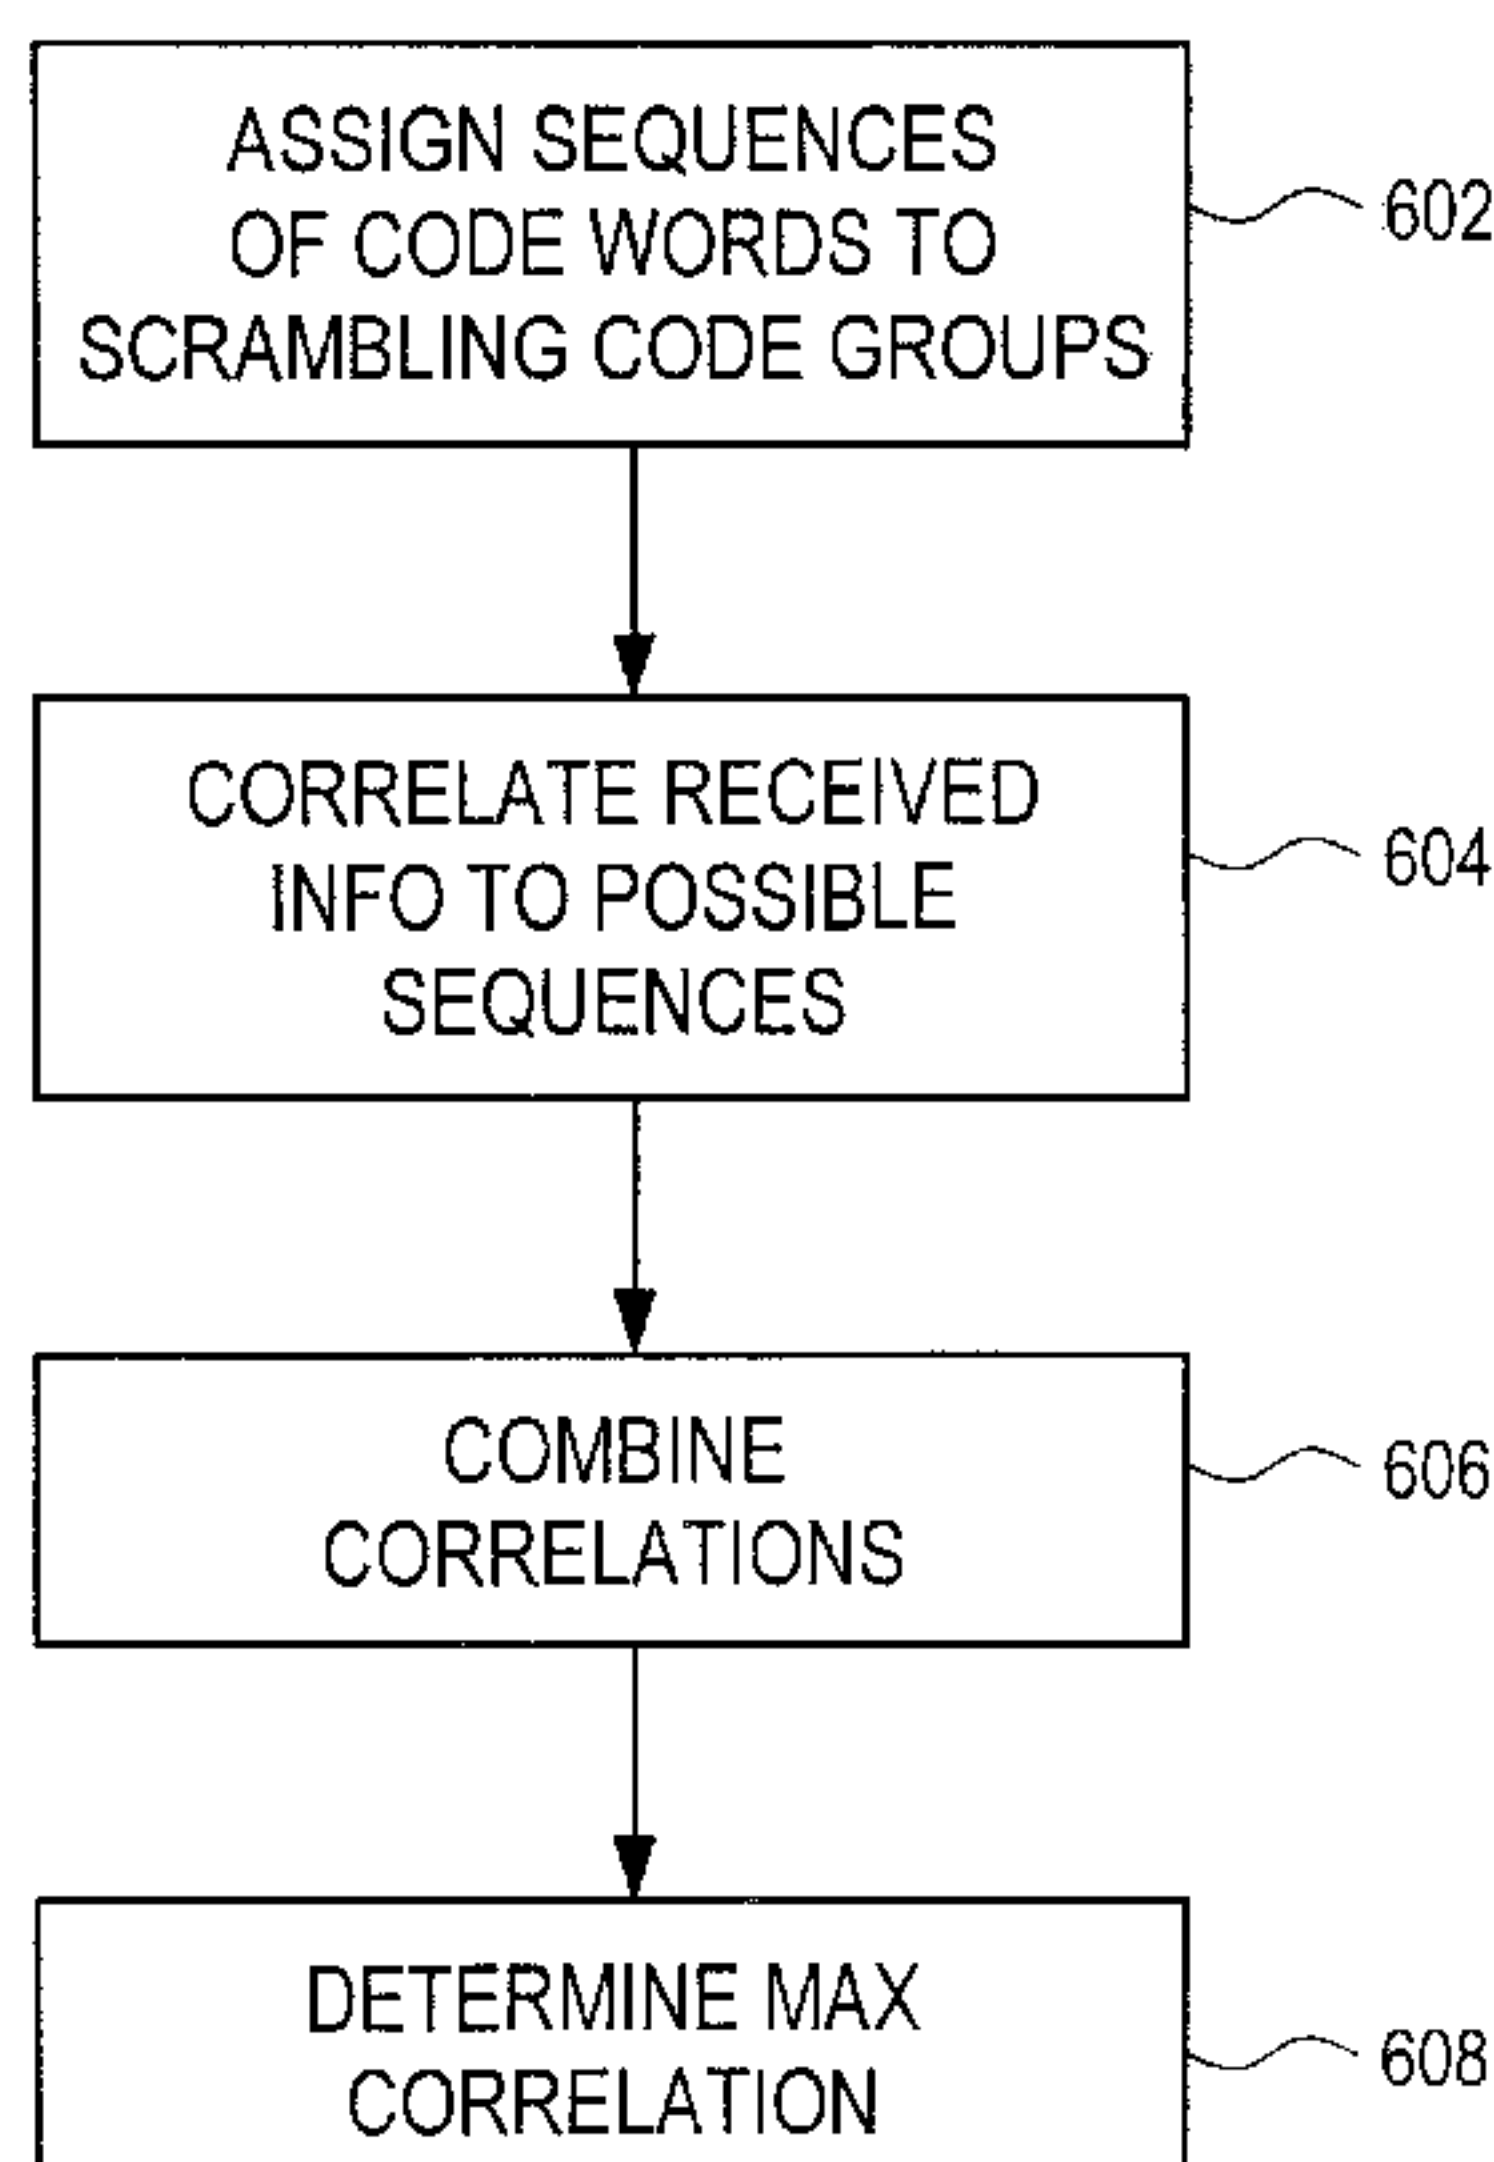 ASSIGN SEQUENCES
OF CODE WORDS TO
SCRAMBLING CODE GROUPS
602
CORRELATE RECEIVED
INFO TO POSSIBLE
SEQUENCES
604
COMBINE
CORRELATIONS
606
DETERMINE MAX
CORRELATION
608